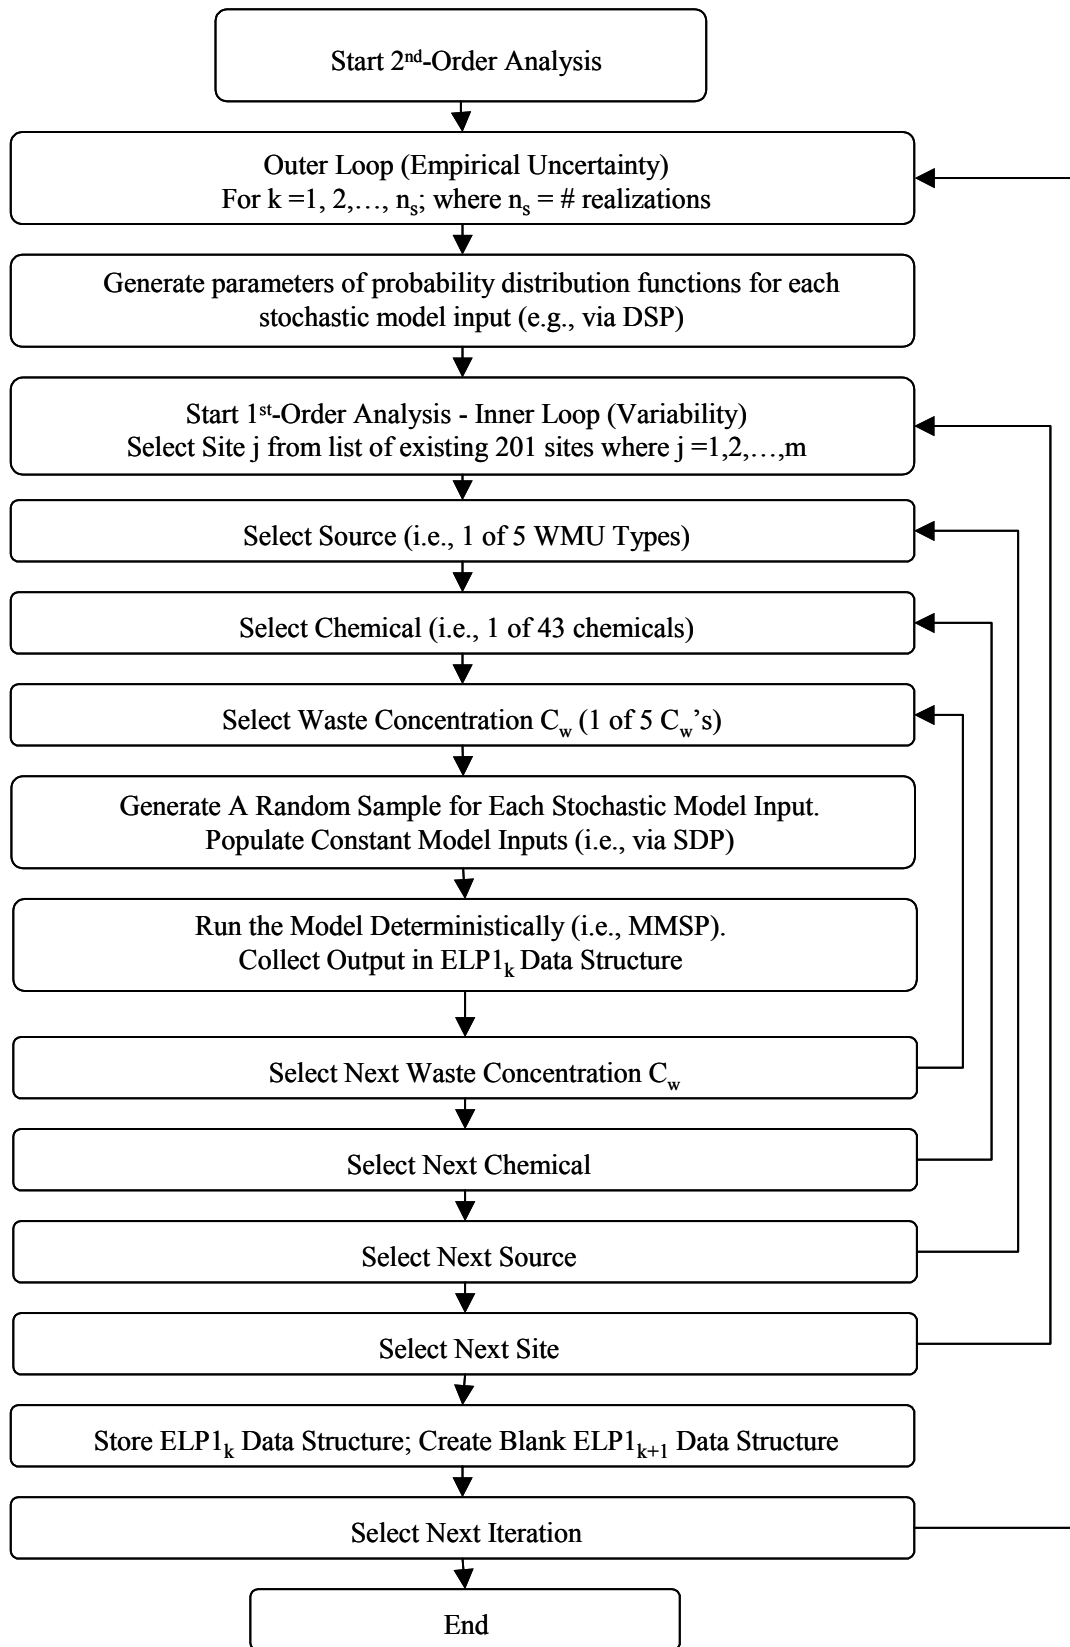 Start 2nd-Order Analysis
Outer Loop (Empirical Uncertainty)
For k =1, 2,…, ns; where ns = # realizations
Generate parameters of probability distribution functions for each
stochastic model input (e.g., via DSP)
Start 1st-Order Analysis - Inner Loop (Variability)
Select Site j from list of existing 201 sites where j =1,2,…,m
Select Source (i.e., 1 of 5 WMU Types)
Select Chemical (i.e., 1 of 43 chemicals)
Select Waste Concentration Cw (1 of 5 Cw’s)
Generate A Random Sample for Each Stochastic Model Input.
Populate Constant Model Inputs (i.e., via SDP)
Run the Model Deterministically (i.e., MMSP).
Collect Output in ELP1k Data Structure
Select Next Waste Concentration Cw
Select Next Chemical
Select Next Source
Select Next Site
Store ELP1k Data Structure; Create Blank ELP1k+1 Data Structure
Select Next Iteration
End